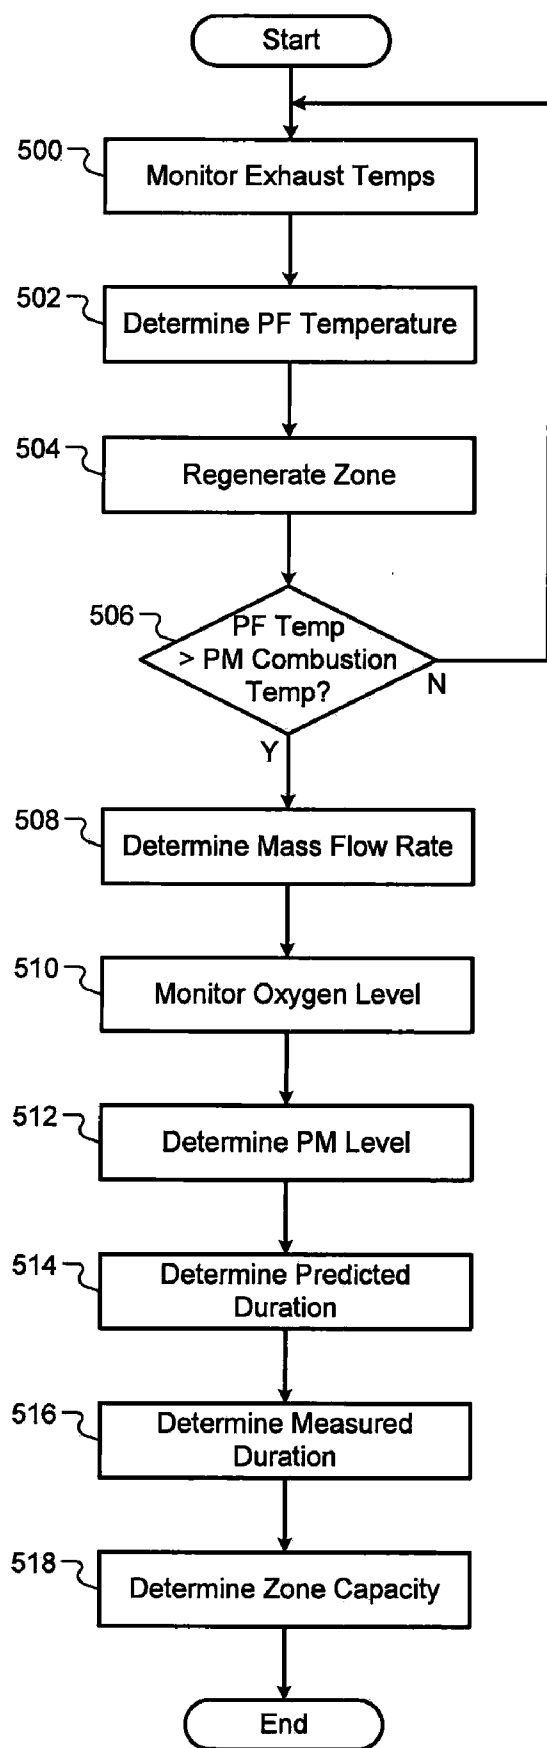 Start
500
Monitor Exhaust Temps
502
Determine PF Temperature
504
Regenerate Zone
506
PF Temp
> PM Combustion
Temp?
N
Y
508
Determine Mass Flow Rate
510
Monitor Oxygen Level
512
Determine PM Level
514
Determine Predicted
Duration
516
Determine Measured
Duration
518
Determine Zone Capacity
End